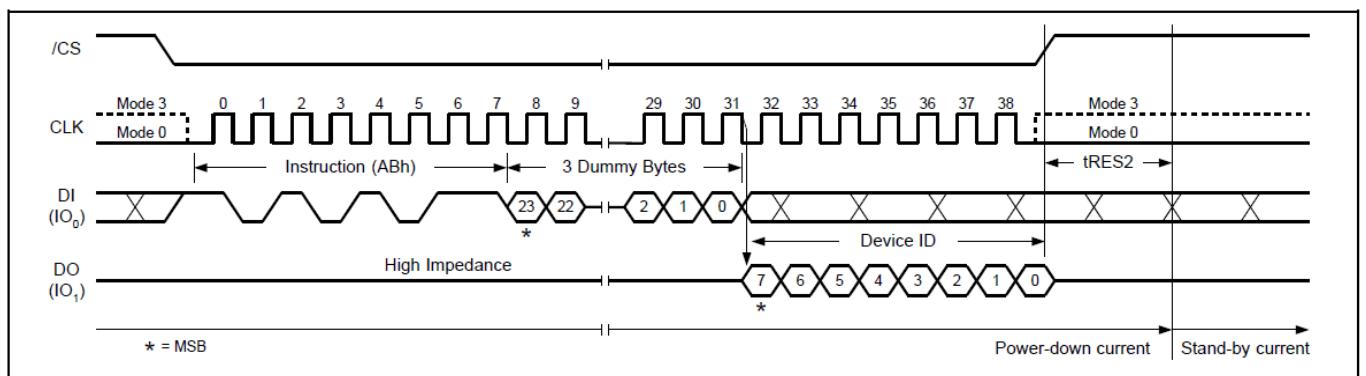 /CS
Mode 3 0 1 2 3 4 5 6 7 8 9 29 30 31 32 33 34 35 36 37 38 Mode 3
CLK Mode 0 Mode 0
Instruction (ABh) 3 Dummy Bytes tRES2
DI
(IO0) 23 22 2 1 0
* Device ID
High Impedance
DO
(IO1) 7 6 5 4 3 2 1 0
*
* = MSB Power-down current Stand-by current